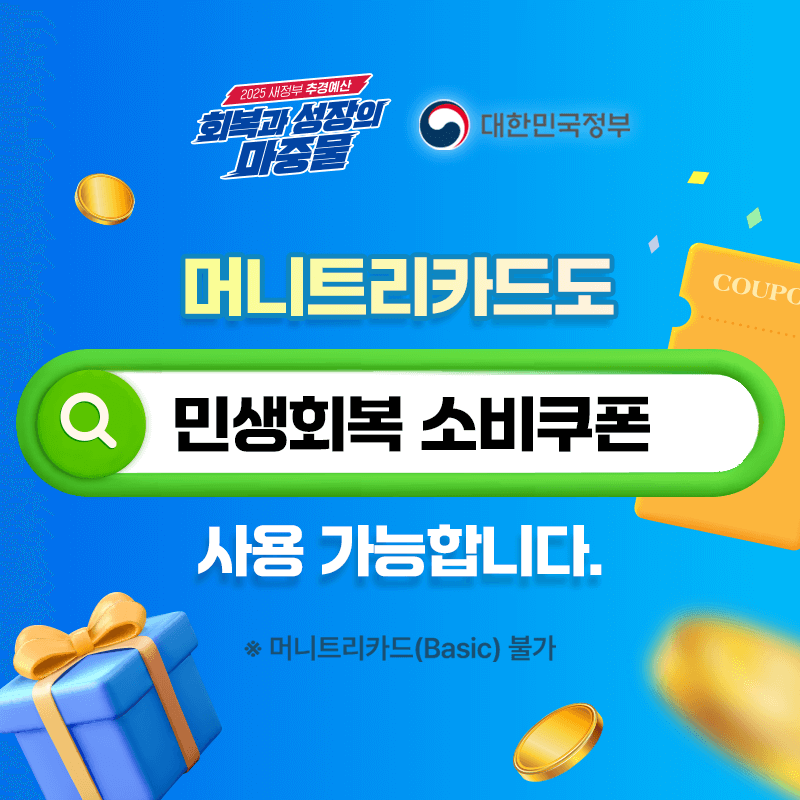 2025 새정부 추경예산
회복과 성장의
마중물
대한민국정부
COUPO
머니트리카드도
민생회복 소비쿠폰
사용 가능합니다.
※ 머니트리카드(Basic) 불가